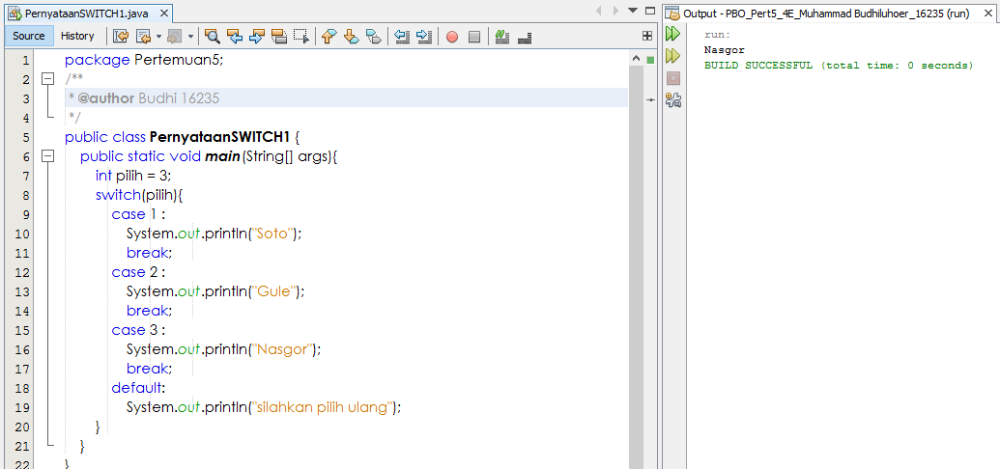 PernyataanSWITCH1.java
Source History
1 package Pertemuan5;
2 /**
3 * @author Budhi 16235
4 */
5 public class PernyataanSWITCH1 {
6 public static void main(String[] args){
7 int pilih = 3;
8 switch(pilih){
9 case 1 :
10 System.out.println("Soto");
11 break;
12 case 2 :
13 System.out.println("Gule");
14 break;
15 case 3 :
16 System.out.println("Nasgor");
17 break;
18 default:
19 System.out.println("silahkan pilih ulang");
20 }
21 }
22 }
Output - PBO_Pert5_4E_Muhammad Budhiluhoer_16235 (run)
run:
Nasgor
BUILD SUCCESSFUL (total time: 0 seconds)